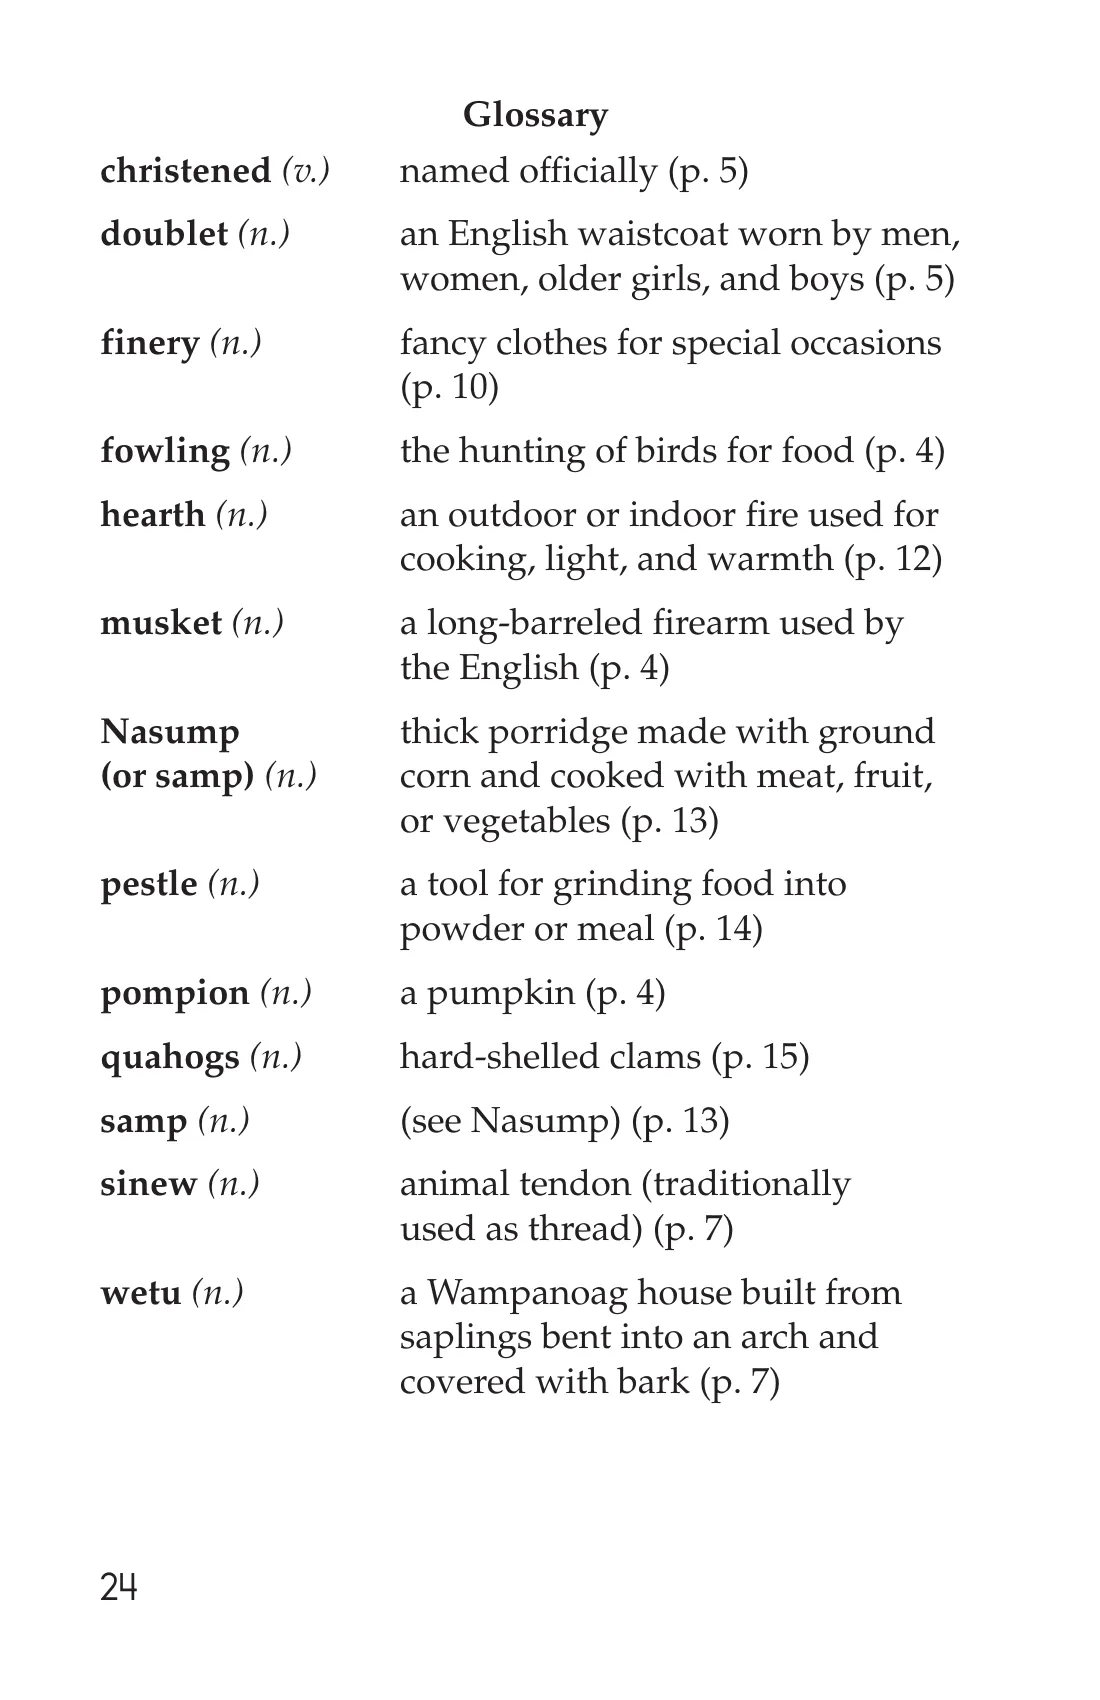 Glossary
christened (v.) named officially (p. 5)
doublet (n.) an English waistcoat worn by men,
women, older girls, and boys (p. 5)
finery (n.) fancy clothes for special occasions
(p. 10)
fowling (n.) the hunting of birds for food (p. 4)
hearth (n.) an outdoor or indoor fire used for
cooking, light, and warmth (p. 12)
musket (n.) a long-barreled firearm used by
the English (p. 4)
Nasump thick porridge made with ground
(or samp) (n.) corn and cooked with meat, fruit,
or vegetables (p. 13)
pestle (n.) a tool for grinding food into
powder or meal (p. 14)
pompion (n.) a pumpkin (p. 4)
quahogs (n.) hard-shelled clams (p. 15)
samp (n.) (see Nasump) (p. 13)
sinew (n.) animal tendon (traditionally
used as thread) (p. 7)
wetu (n.) a Wampanoag house built from
saplings bent into an arch and
covered with bark (p. 7)
24